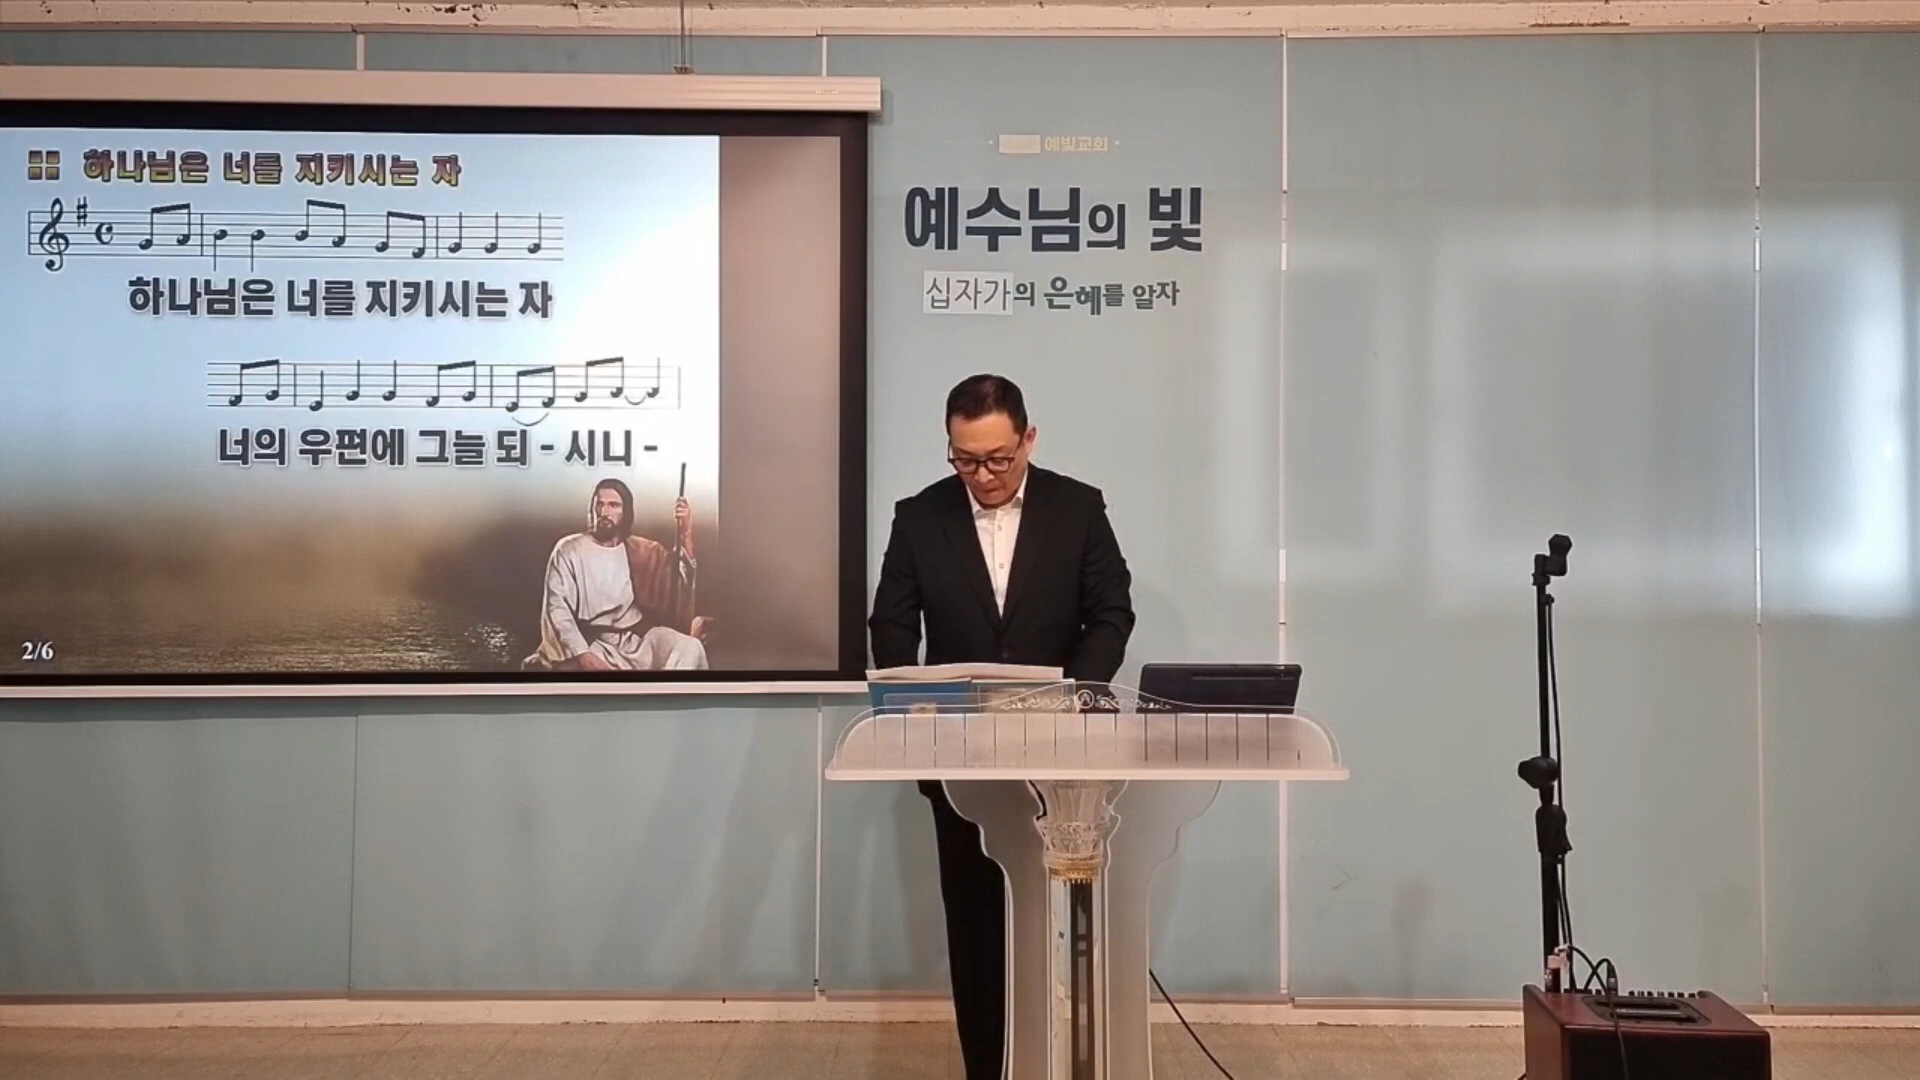 하나님은 너를 지키시는 자
하나님은 너를 지키시는 자
너의 우편에 그늘 되 - 시니 -
2/6
예빛교회
예수님의 빛
십자가의 은혜를 알자